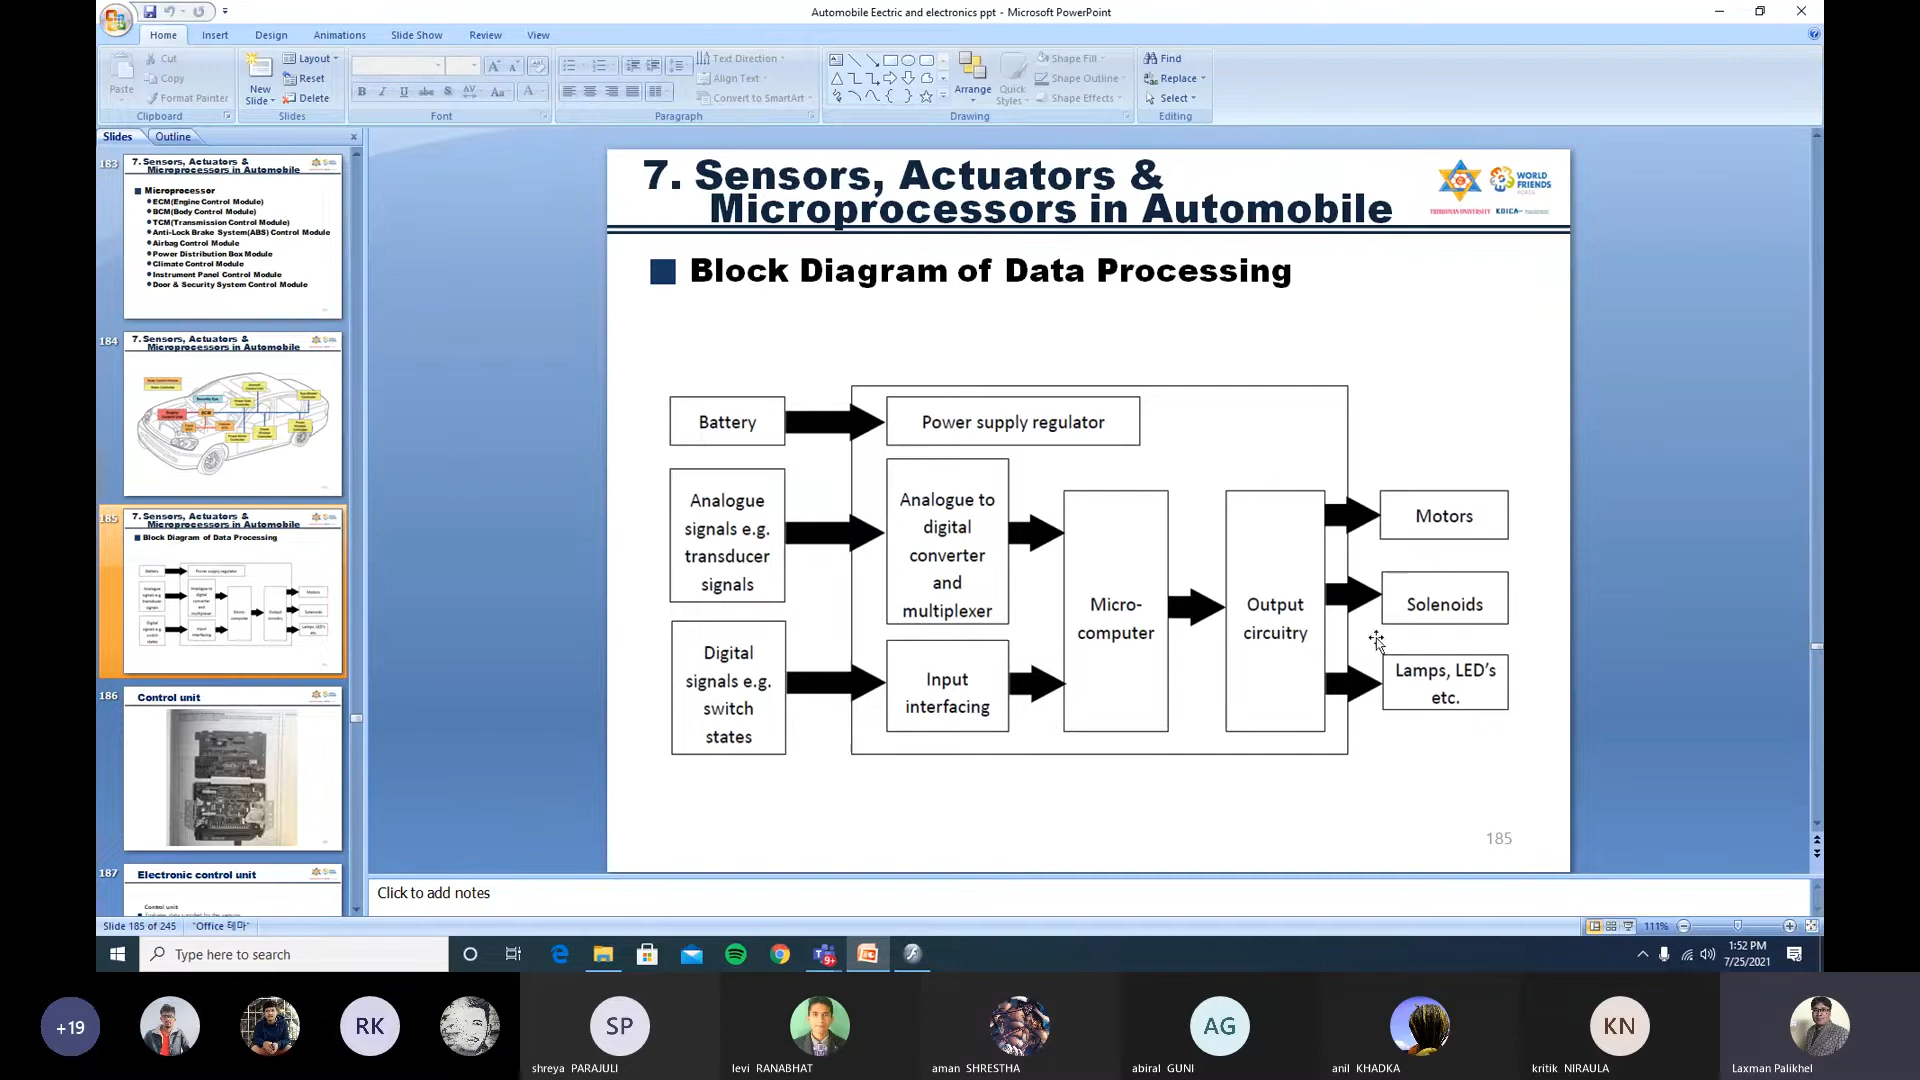 Automobile Eectric and electronics ppt - Microsoft PowerPoint
Home Insert Design Animations Slide Show Review View
Paste
Cut
Copy
Format Painter
Clipboard
New
Slide
Layout
Reset
Delete
Slides
Font
Text Direction
Align Text
Convert to SmartArt
Paragraph
Arrange
Quick
Styles
Shape Fill
Shape Outline
Shape Effects
Drawing
Find
Replace
Select
Editing
Slides Outline
183
7. Sensors, Actuators &
Microprocessors in Automobile
Microprocessor
ECM(Engine Control Module)
BCM(Body Control Module)
TCM(Transmission Control Module)
Anti-Lock Brake System(ABS) Control Module
Airbag Control Module
Power Distribution Box Module
Climate Control Module
Instrument Panel Control Module
Door & Security System Control Module
184
7. Sensors, Actuators &
Microprocessors in Automobile
185
7. Sensors, Actuators &
Microprocessors in Automobile
Block Diagram of Data Processing
186
Control unit
187
Electronic control unit
Control unit
7. Sensors, Actuators &
Microprocessors in Automobile
WORLD
FRIENDS
KOREA
TRIBHUVAN UNIVERSITY KOICA
Block Diagram of Data Processing
Battery
Power supply regulator
Analogue
signals e.g.
transducer
signals
Analogue to
digital
converter
and
multiplexer
Digital
signals e.g.
switch
states
Input
interfacing
Micro-
computer
Output
circuitry
Motors
Solenoids
Lamps, LED's
etc.
185
Click to add notes
Slide 185 of 245 "Office 테마" 111%
Type here to search
9+
1:52 PM
7/25/2021
+19
RK
SP
AG
KN
shreya PARAJULI levi RANABHAT aman SHRESTHA abiral GUNI anil KHADKA kritik NIRAULA Laxman Palikhel